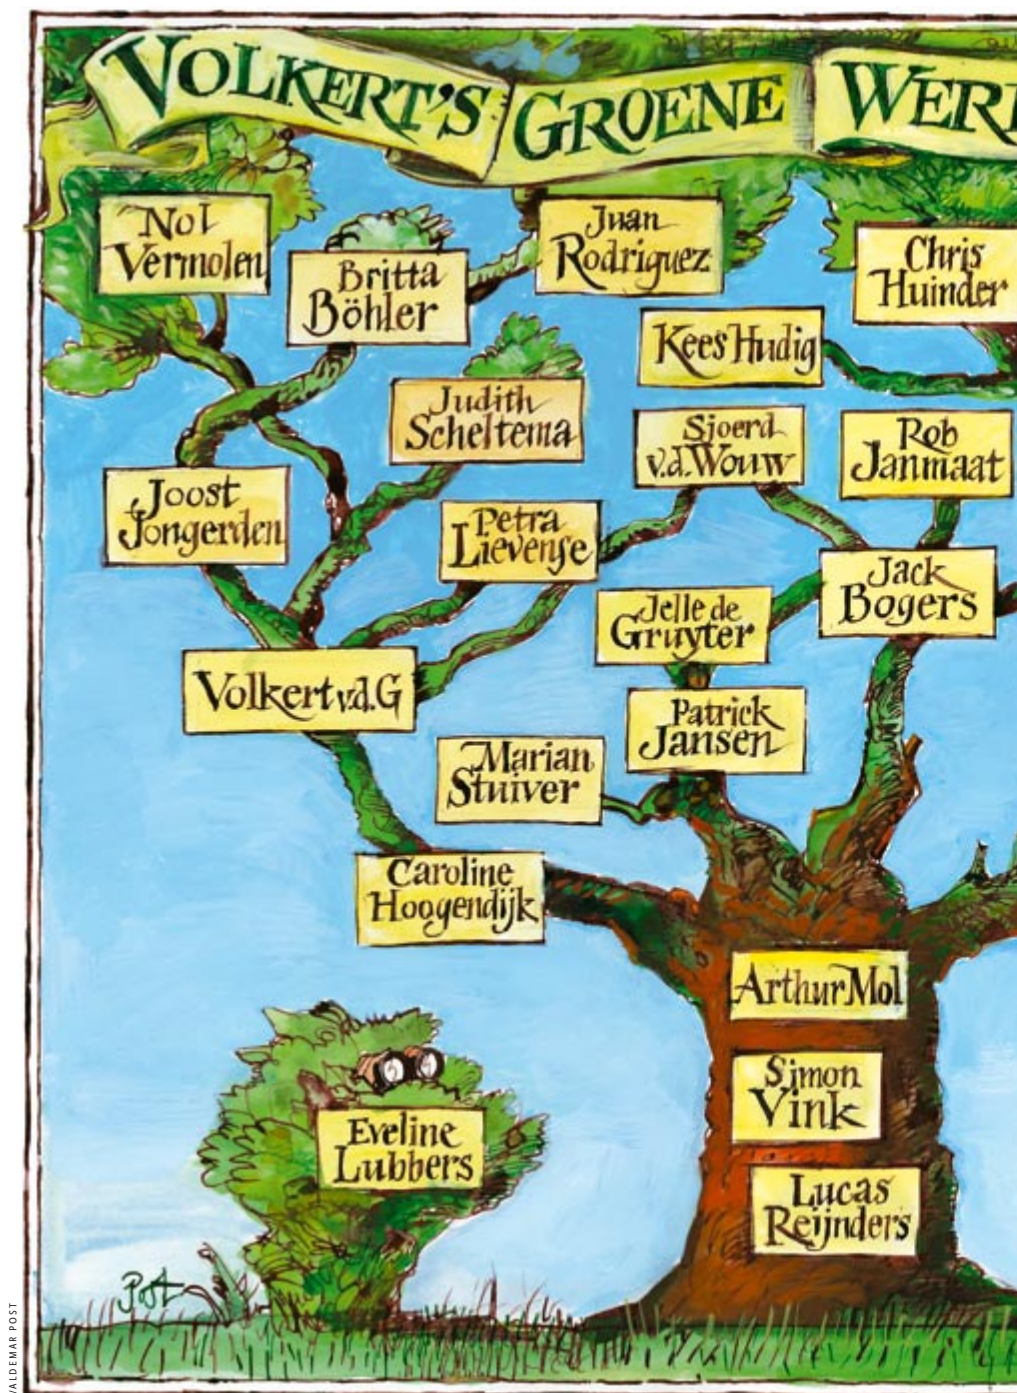 VOLKERT'S GROENE
Nol
Vermolen
Britta
Böhler
Juan
Rodriguez
Chris
Huinder
Kees Hudig
Judith
Scheltema
Sjoerd
v.d. Wouw
Rob
Janmaat
Joost
Jongerden
Petra
Lievense
Jack
Bogers
Jelle de
Gruyter
Volkert v.d. G
Patrick
Jansen
Marian
Stuiver
Caroline
Hoogendijk
Arthur Mol
Simon
Vink
Eveline
Lubbers
Lucas
Reijnders
Post
POST